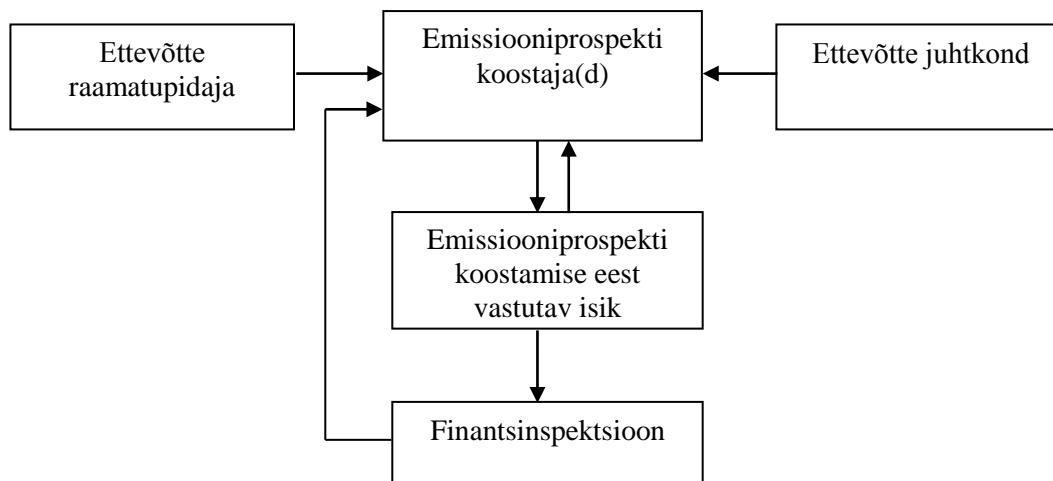 Ettevõtte
raamatupidaja
Emissiooniprospekti
koostaja(d)
Ettevõtte juhtkond
Emissiooniprospekti
koostamise eest
vastutav isik
Finantsinspektsioon